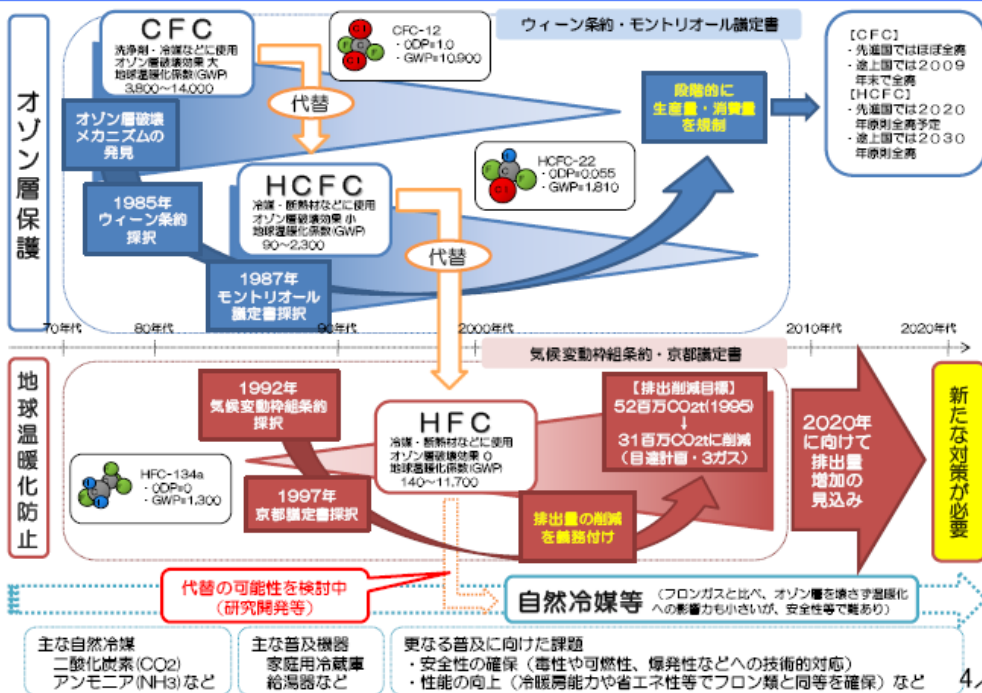 オゾン層保護
ウィーン条約・モントリオール議定書
CFC
洗浄剤・冷媒などに使用
オゾン層破壊効果 大
地球温暖化係数(GWP)
3,800～14,000
代替
CFC-12
・ODP=1.0
・GWP=10,900
Cl
F
C
F
Cl
オゾン層破壊
メカニズムの
発見
1985年
ウィーン条約
採択
1987年
モントリオール
議定書採択
HCFC
冷媒・断熱材などに使用
オゾン層破壊効果 小
地球温暖化係数(GWP)
90～2,300
代替
HCFC-22
・ODP=0.055
・GWP=1,810
Cl
段階的に
生産量・消費量
を規制
【CFC】
・先進国ではほぼ全廃
・途上国では2009
年末で全廃
【HCFC】
・先進国では2020
年原則全廃予定
・途上国では2030
年原則全廃
70年代
80年代
90年代
2000年代
2010年代
2020年代
地球温暖化防止
気候変動枠組条約・京都議定書
1992年
気候変動枠組条約
採択
1997年
京都議定書採択
HFC-134a
・ODP=0
・GWP=1,300
HFC
冷媒・断熱材などに使用
オゾン層破壊効果 0
地球温暖化係数(GWP)
140～11,700
【排出削減目標】
52百万CO2t(1995)
↓
31百万CO2tに削減
(目達計画・3ガス)
排出量の削減
を義務付け
2020年
に向けて
排出量
増加の
見込み
新たな対策が必要
代替の可能性を検討中
(研究開発等)
自然冷媒等
(フロンガスと比べ、オゾン層を壊さず温暖化
への影響力も小さいが、安全性等で難あり)
主な自然冷媒
二酸化炭素(CO2)
アンモニア(NH3)など
主な普及機器
家庭用冷蔵庫
給湯器など
更なる普及に向けた課題
・安全性の確保(毒性や可燃性、爆発性などへの技術的対応)
・性能の向上(冷暖房能力や省エネ性等でフロン類と同等を確保)など
4